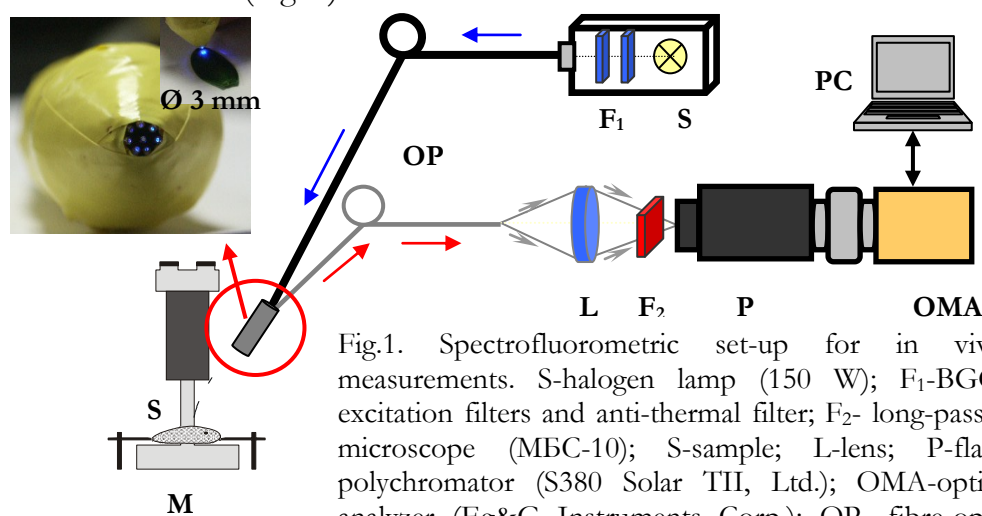 Ø 3 mm
F₁ S
PC
OP
L F₂ P OMA
S
M
Fig.1. Spectrofluorometric set-up for in
measurements. S-halogen lamp (150 W); F₁-BG
excitation filters and anti-thermal filter; F₂- long-pass
microscope (МБС-10); S-sample; L-lens; P-fla
polychromator (S380 Solar TII, Ltd.); OMA-opti